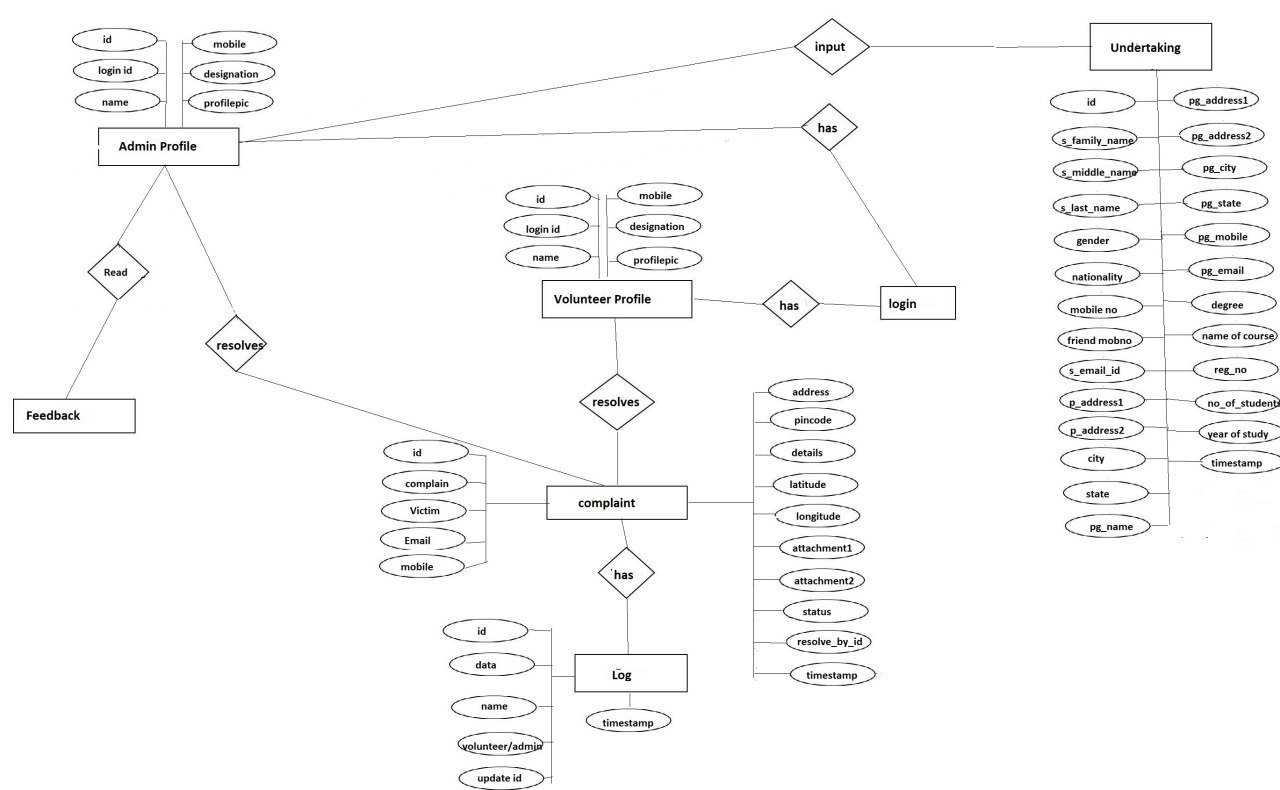 id
mobile
login id
designation
name
profilepic
Admin Profile
input
has
Undertaking
id
pg_address1
s_family_name
pg_address2
s_middle_name
pg_city
s_last_name
pg_state
gender
pg_mobile
nationality
pg_email
mobile no
degree
friend mobno
name of course
s_email_id
reg_no
p_address1
no_of_students
p_address2
year of study
city
timestamp
state
pg_name
id
mobile
login id
designation
name
profilepic
Volunteer Profile
has
login
Read
resolves
Feedback
resolves
id
complain
Victim
Email
mobile
complaint
address
pincode
details
latitude
longitude
attachment1
attachment2
status
resolve_by_id
timestamp
has
id
data
name
volunteer/admin
update id
Log
timestamp